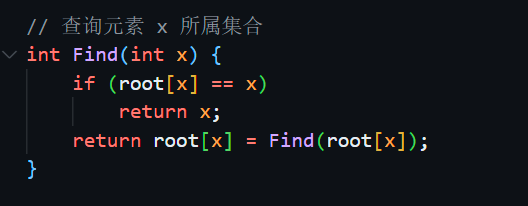 // 查询元素 x 所属集合
int Find(int x) {
    if (root[x] == x)
        return x;
    return root[x] = Find(root[x]);
}